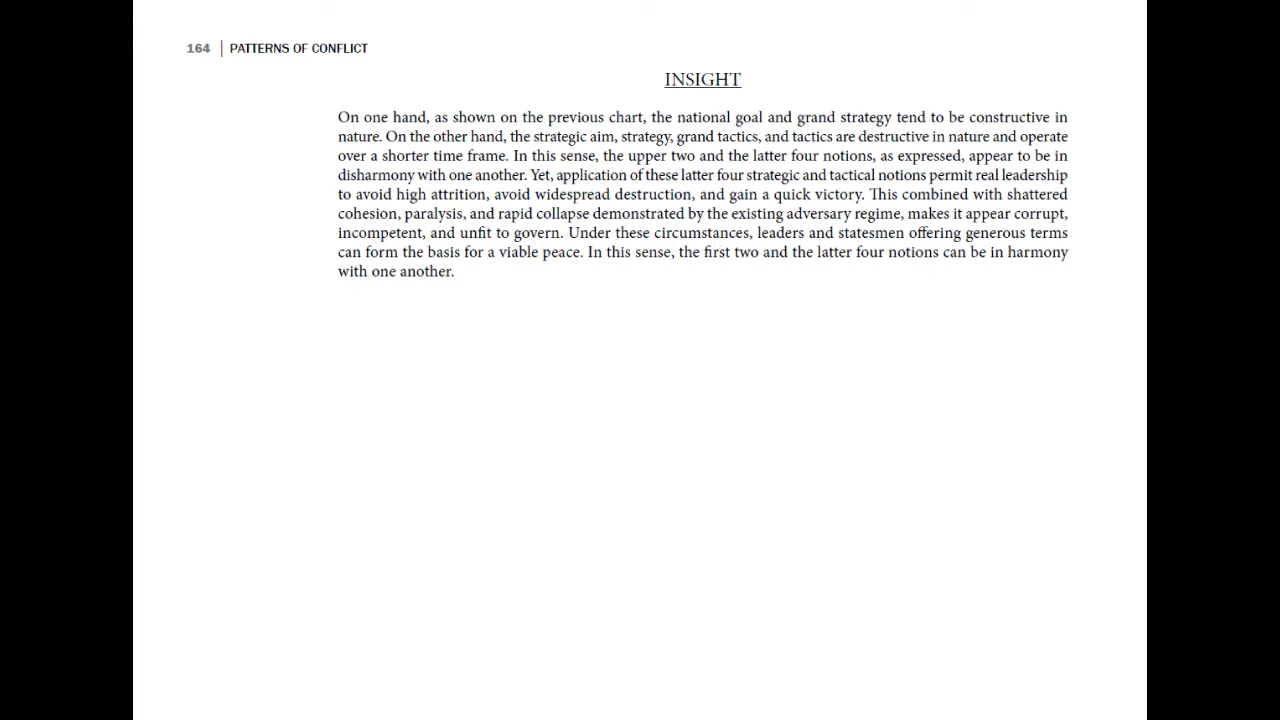 164 | PATTERNS OF CONFLICT
INSIGHT
On one hand, as shown on the previous chart, the national goal and grand strategy tend to be constructive in
nature. On the other hand, the strategic aim, strategy, grand tactics, and tactics are destructive in nature and operate
over a shorter time frame. In this sense, the upper two and the latter four notions, as expressed, appear to be in
disharmony with one another. Yet, application of these latter four strategic and tactical notions permit real leadership
to avoid high attrition, avoid widespread destruction, and gain a quick victory. This combined with shattered
cohesion, paralysis, and rapid collapse demonstrated by the existing adversary regime, makes it appear corrupt,
incompetent, and unfit to govern. Under these circumstances, leaders and statesmen offering generous terms
can form the basis for a viable peace. In this sense, the first two and the latter four notions can be in harmony
with one another.